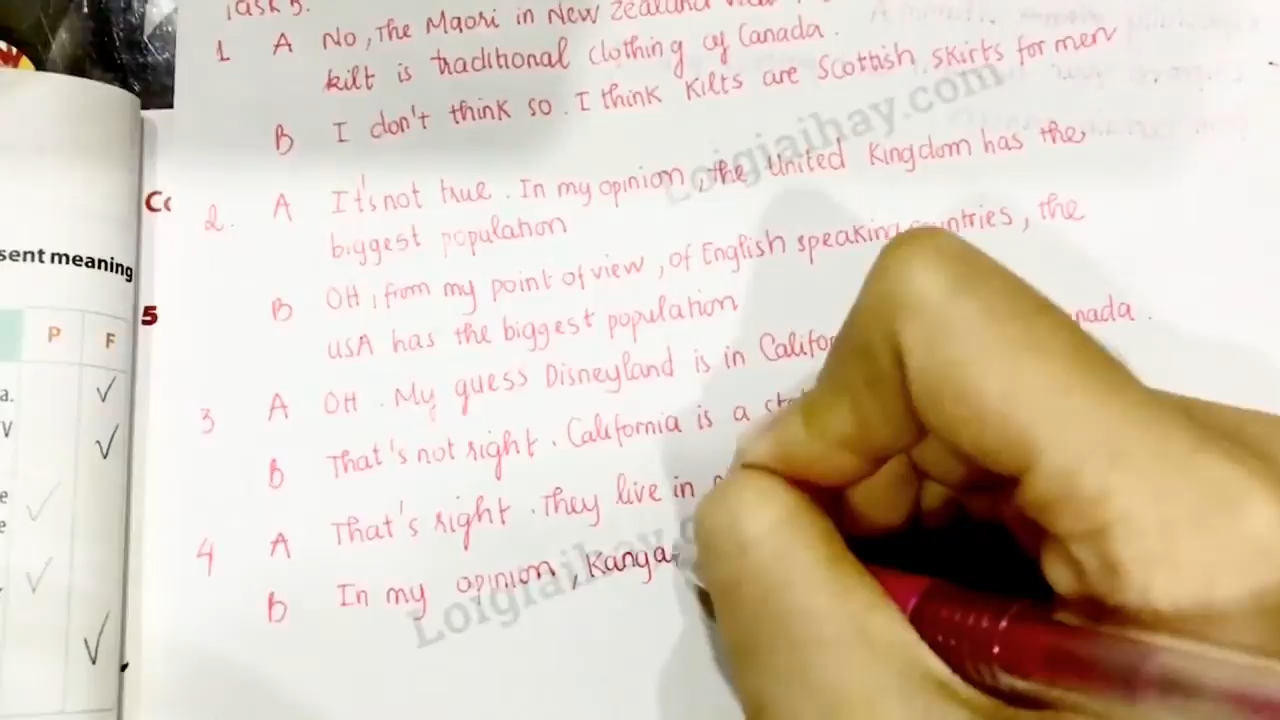 Task 5.
1 A No, The Maori in New Zealand
kilt is traditional clothing of Canada.
B I don't think so. I think Kilts are Scottish, skirts for men
2. A It's not true. In my opinion, the United Kingdom has the
biggest population
B OH, from my point of view, of English speaking countries, the
USA has the biggest population
3 A OH. My guess Disneyland is in
B That's not right. California is a
4 A That's right. They live in
B In my opinion, Kanga
sent meaning
P F
5
Loigiaihay.com
Loigiaihay.